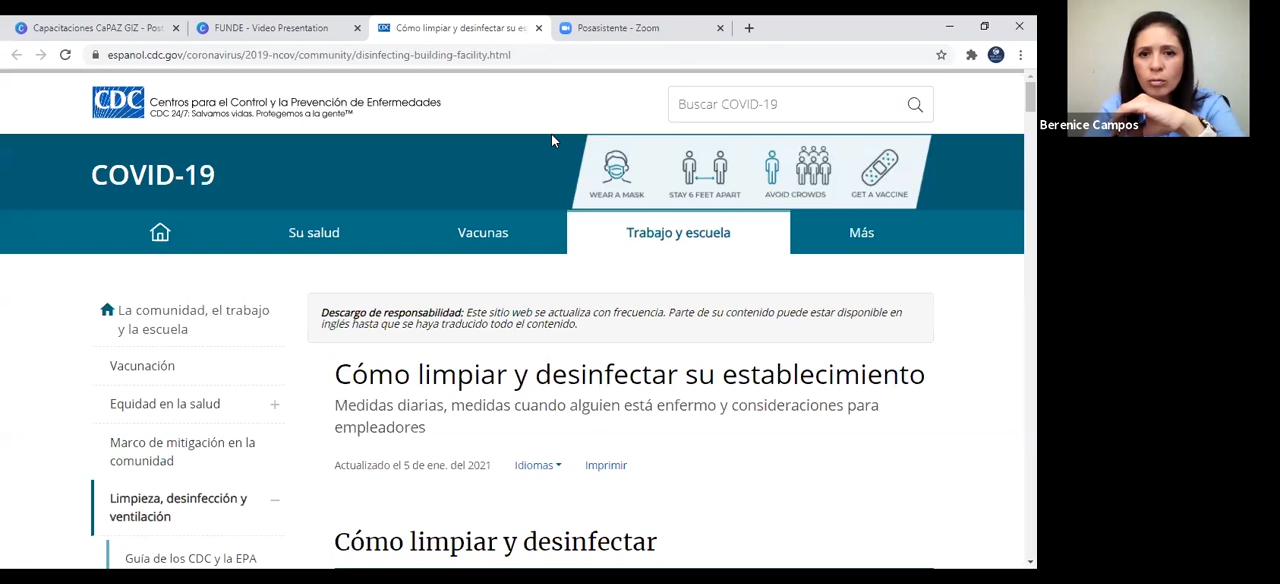 Capacitaciones CaPAZ GIZ - Post
FUNDE - Video Presentation
Cómo limpiar y desinfectar su es
Posasistente - Zoom
espanol.cdc.gov/coronavirus/2019-ncov/community/disinfecting-building-facility.html
CDC
Centros para el Control y la Prevención de Enfermedades
CDC 24/7: Salvamos vidas. Protegemos a la gente™
Buscar COVID-19
Berenice Campos
COVID-19
WEAR A MASK
STAY 6 FEET APART
AVOID CROWDS
GET A VACCINE
Su salud
Vacunas
Trabajo y escuela
Más
La comunidad, el trabajo
y la escuela
Vacunación
Equidad en la salud
Marco de mitigación en la
comunidad
Limpieza, desinfección y
ventilación
Guía de los CDC y la EPA
Descargo de responsabilidad: Este sitio web se actualiza con frecuencia. Parte de su contenido puede estar disponible en
inglés hasta que se haya traducido todo el contenido.
Cómo limpiar y desinfectar su establecimiento
Medidas diarias, medidas cuando alguien está enfermo y consideraciones para
empleadores
Actualizado el 5 de ene. del 2021
Idiomas
Imprimir
Cómo limpiar y desinfectar